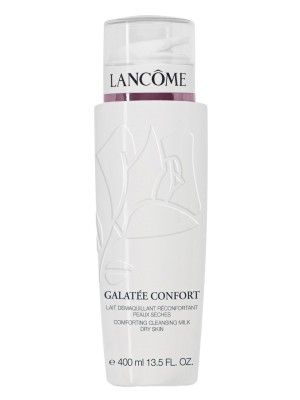 LANCÔME
GALATÉE CONFORT
LAIT DÉMAQUILLANT RÉCONFORTANT
PEAUX SÈCHES
COMFORTING CLEANSING MILK
DRY SKIN
℮ 400 ml 13.5 FL. OZ.